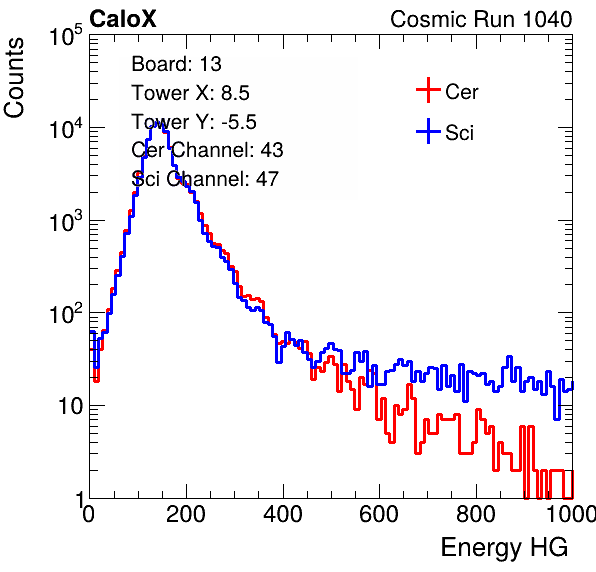 CaloX
Cosmic Run 1040
Counts
10^5
10^4
10^3
10^2
10
1
Board: 13
Tower X: 8.5
Tower Y: -5.5
Cer Channel: 43
Sci Channel: 47
Cer
Sci
0 200 400 600 800 1000
Energy HG